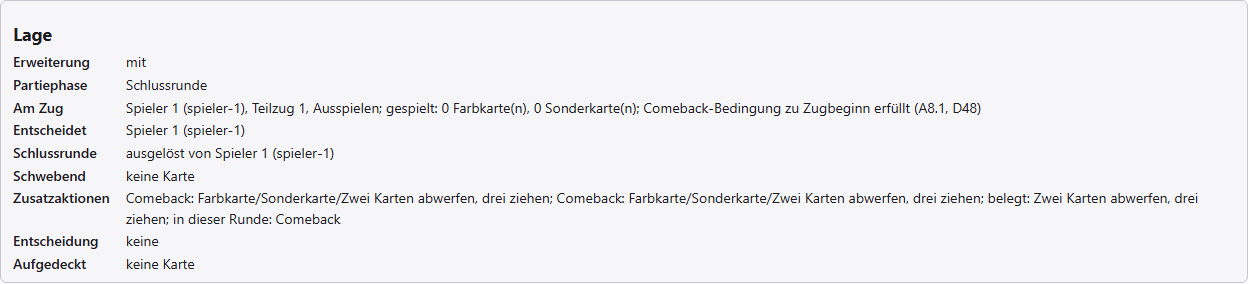 Lage
Erweiterung mit
Partiephase Schlussrunde
Am Zug Spieler 1 (spieler-1), Teilzug 1, Ausspielen; gespielt: 0 Farbkarte(n), 0 Sonderkarte(n); Comeback-Bedingung zu Zugbeginn erfüllt (A8.1, D48)
Entscheidet Spieler 1 (spieler-1)
Schlussrunde ausgelöst von Spieler 1 (spieler-1)
Schwebend keine Karte
Zusatzaktionen Comeback: Farbkarte/Sonderkarte/Zwei Karten abwerfen, drei ziehen; Comeback: Farbkarte/Sonderkarte/Zwei Karten abwerfen, drei ziehen; belegt: Zwei Karten abwerfen, drei
ziehen; in dieser Runde: Comeback
Entscheidung keine
Aufgedeckt keine Karte